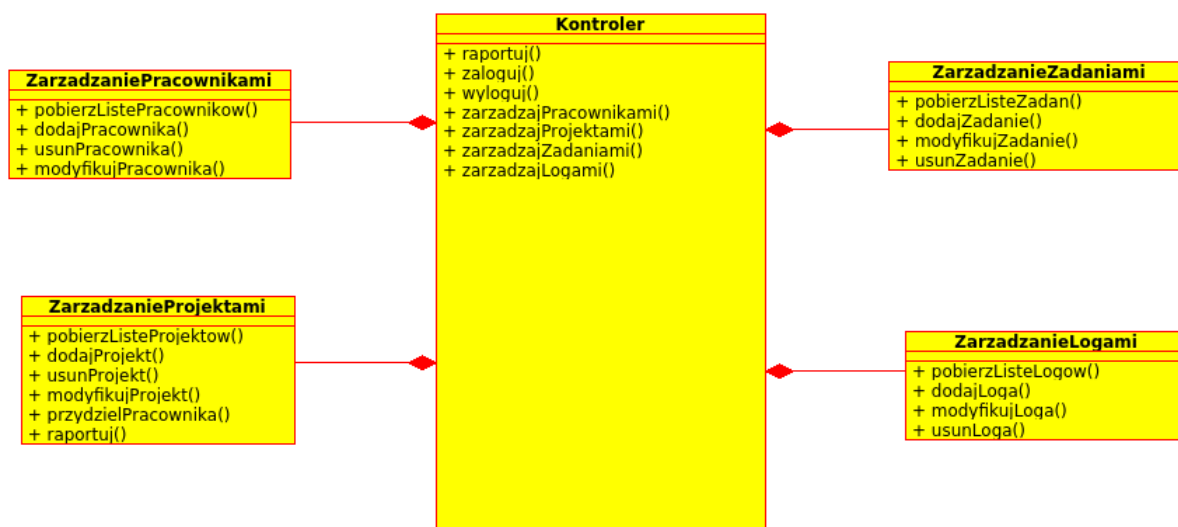 Kontroler
+ raportuj()
+ zaloguj()
+ wyloguj()
+ zarzadzajPracownikami()
+ zarzadzajProjektami()
+ zarzadzajZadaniami()
+ zarzadzajLogami()
ZarzadzaniePracownikami
+ pobierzListePracownikow()
+ dodajPracownika()
+ usunPracownika()
+ modyfikujPracownika()
ZarzadzanieZadaniami
+ pobierzListeZadan()
+ dodajZadanie()
+ modyfikujZadanie()
+ usunZadanie()
ZarzadzanieProjektami
+ pobierzListeProjektow()
+ dodajProjekt()
+ usunProjekt()
+ modyfikujProjekt()
+ przydzielPracownika()
+ raportuj()
ZarzadzanieLogami
+ pobierzListeLogow()
+ dodajLoga()
+ modyfikujLoga()
+ usunLoga()